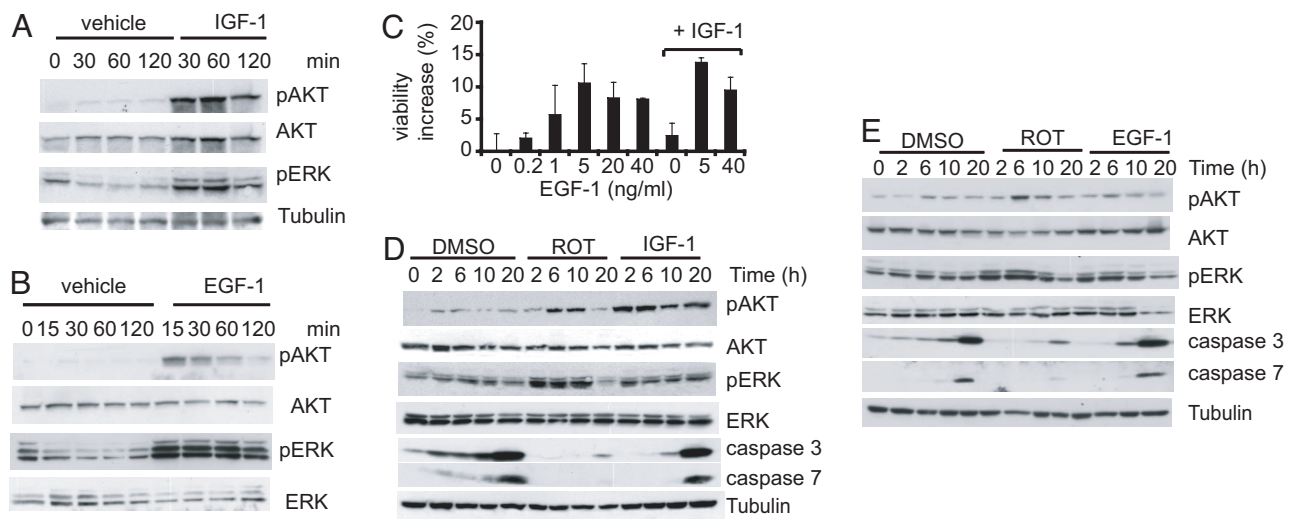 A
vehicle IGF-1
0 30 60 120 30 60 120 min
pAKT
AKT
pERK
Tubulin
B
vehicle EGF-1
0 15 30 60 120 15 30 60 120 min
pAKT
AKT
pERK
ERK
C
viability increase (%)
20
15
10
5
0
+ IGF-1
0 0.2 1 5 20 40 0 5 40
EGF-1 (ng/ml)
D
DMSO ROT IGF-1
0 2 6 10 20 2 6 10 20 2 6 10 20 Time (h)
pAKT
AKT
pERK
ERK
caspase 3
caspase 7
Tubulin
E
DMSO ROT EGF-1
0 2 6 10 20 2 6 10 20 2 6 10 20 Time (h)
pAKT
AKT
pERK
ERK
caspase 3
caspase 7
Tubulin